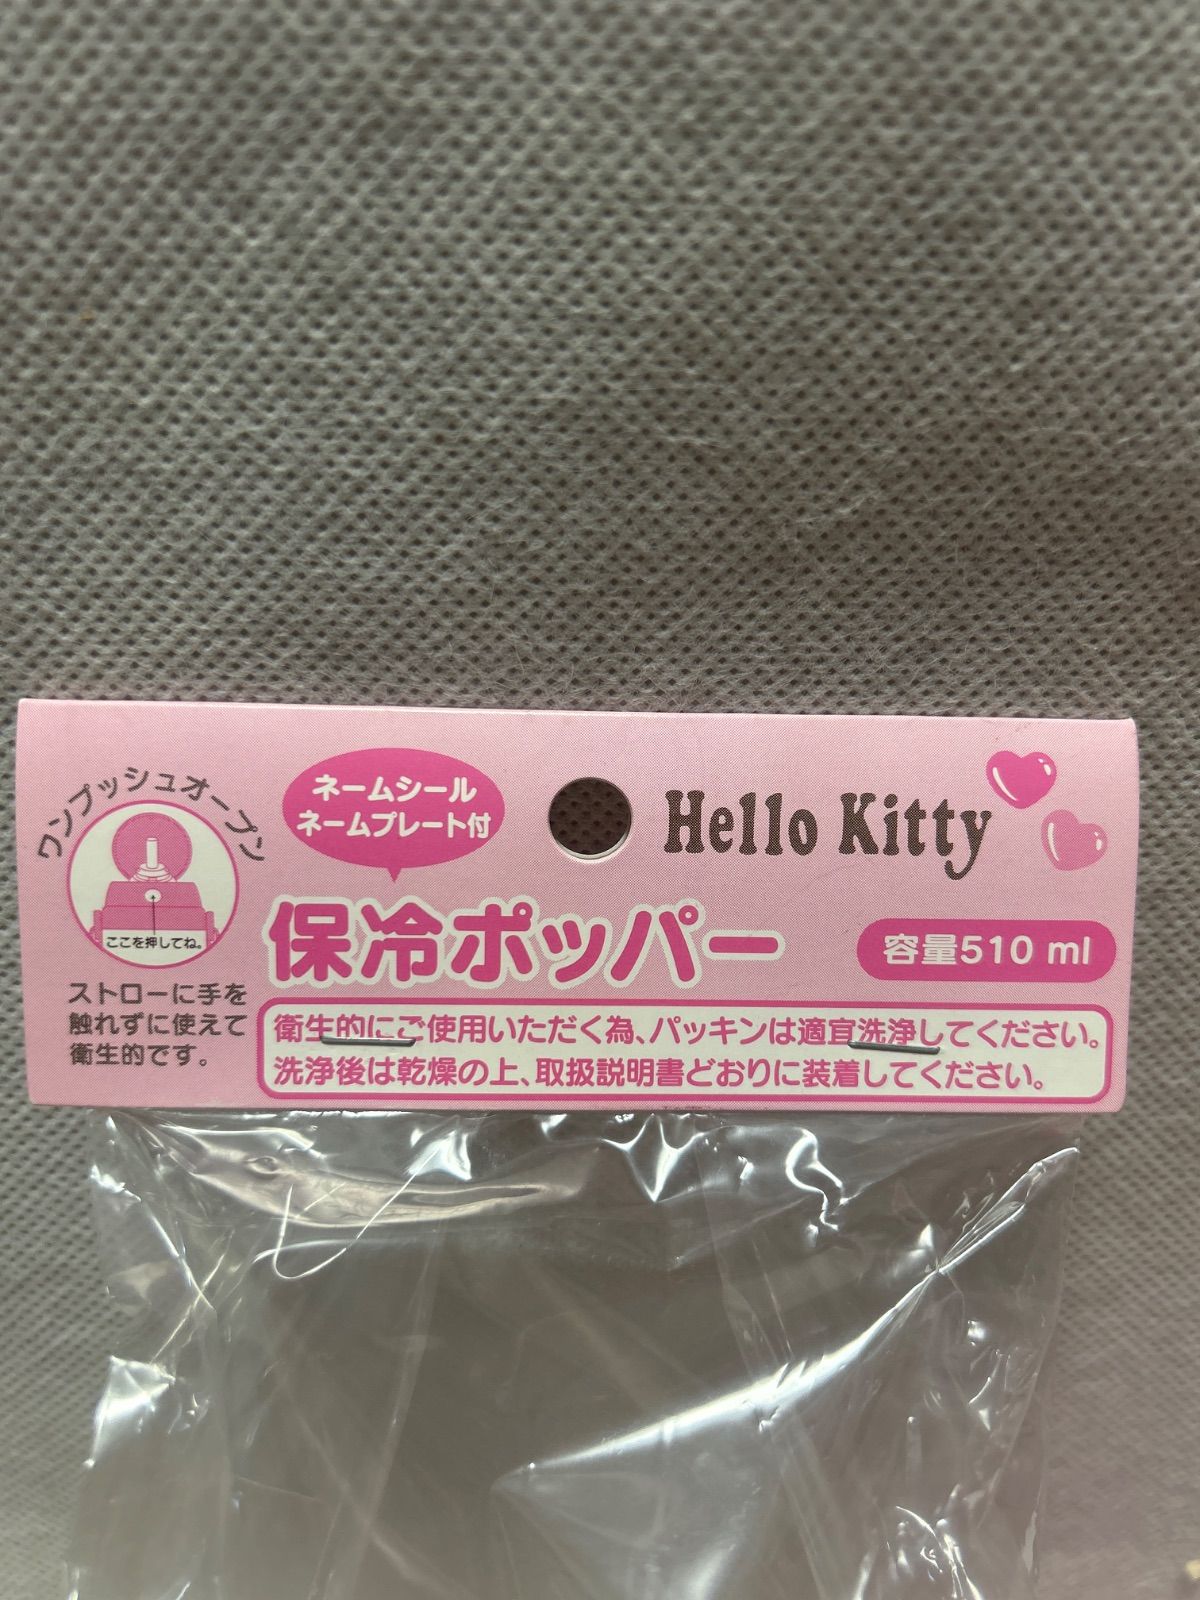 ワンプッシュオープン
ここを押してね。
ストローに手を
触れずに使えて
衛生的です。
ネームシール
ネームプレート付
Hello Kitty
保冷ポッパー
容量510 ml
衛生的にご使用いただく為、パッキンは適宜洗浄してください。
洗浄後は乾燥の上、取扱説明書どおりに装着してください。